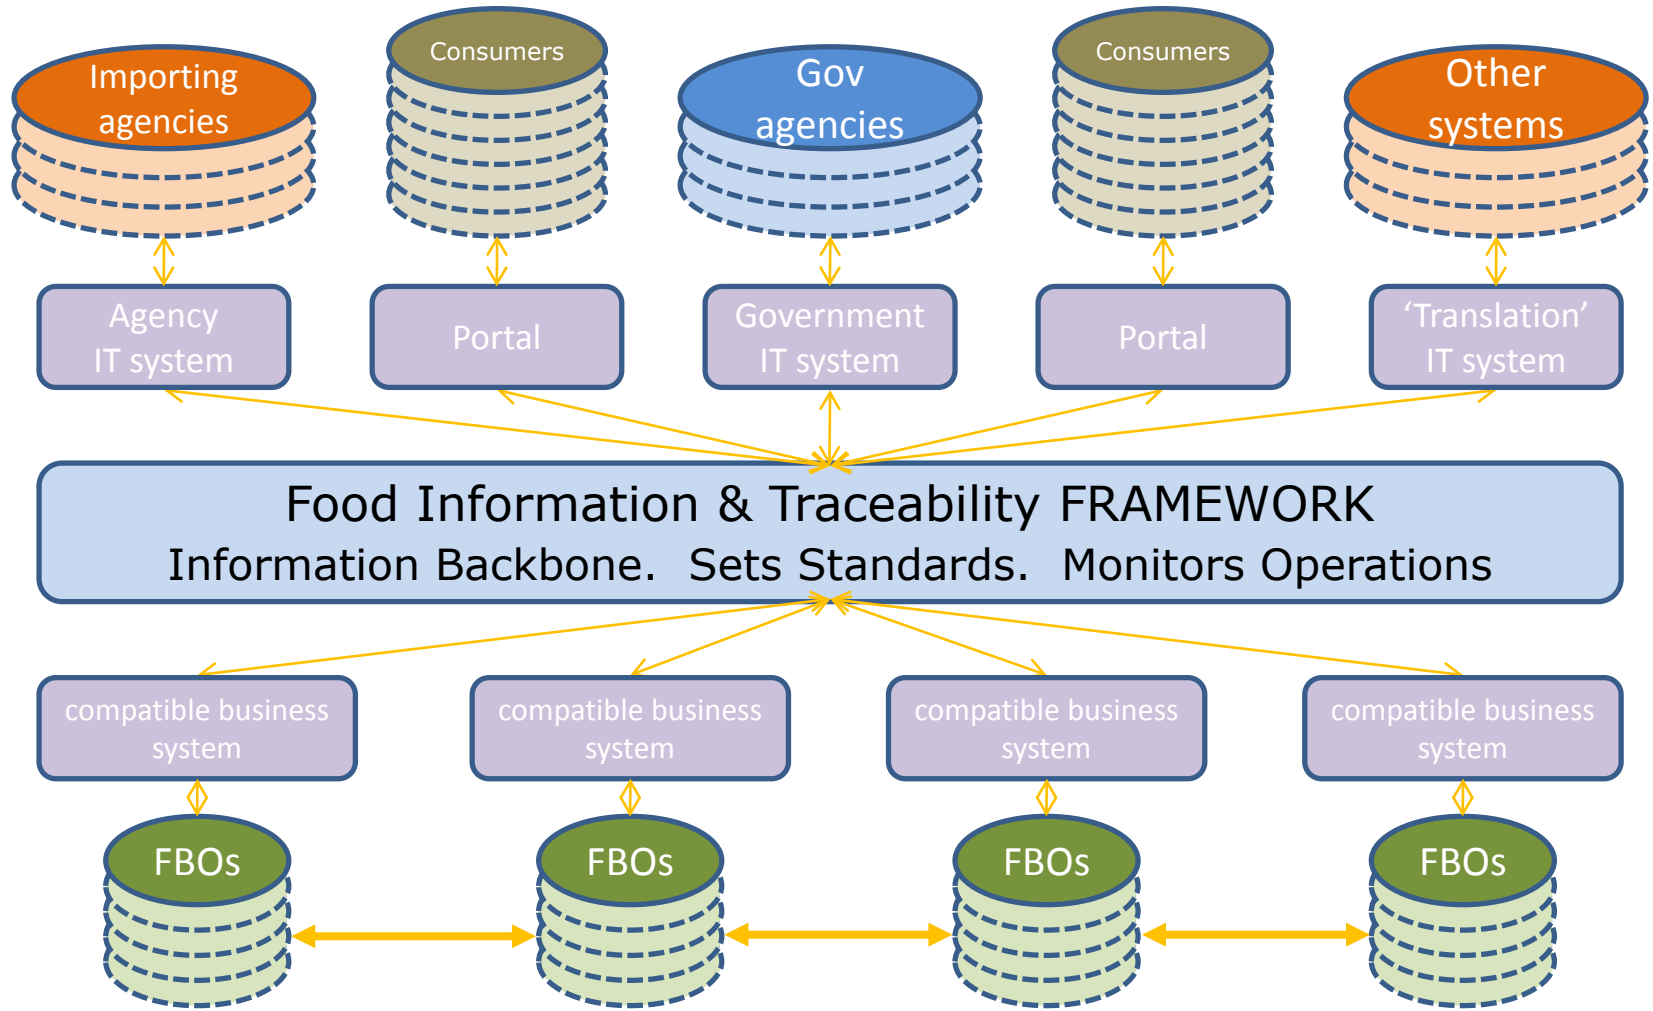 Importing
agencies
Consumers
Gov
agencies
Consumers
Other
systems
Agency
IT system
Portal
Government
IT system
Portal
‘Translation’
IT system
Food Information & Traceability FRAMEWORK
Information Backbone.  Sets Standards.  Monitors Operations
compatible business
system
compatible business
system
compatible business
system
compatible business
system
FBOs
FBOs
FBOs
FBOs